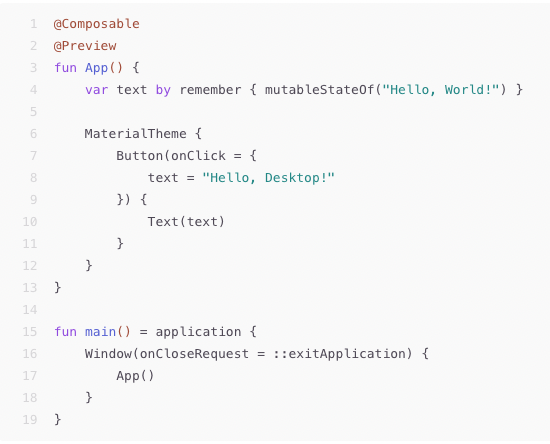 1 @Composable
2 @Preview
3 fun App() {
4     var text by remember { mutableStateOf("Hello, World!") }
5
6     MaterialTheme {
7         Button(onClick = {
8             text = "Hello, Desktop!"
9         }) {
10             Text(text)
11         }
12     }
13 }
14
15 fun main() = application {
16     Window(onCloseRequest = ::exitApplication) {
17         App()
18     }
19 }